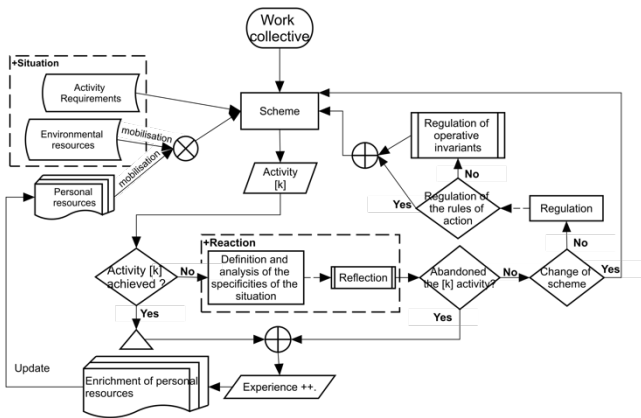 Work
collective
+Situation
Activity
Requirements
Environmental
resources
mobilisation
mobilisation
Personal
resources
Scheme
Activity
[k]
Regulation of
operative
invariants
No
Yes
Regulation of
the rules of
action
Regulation
No
Yes
Change of
scheme
No
Abandoned
the [k] activity?
Yes
+Reaction
Definition and
analysis of the
specificities of the
situation
Reflection
Activity [k]
achieved ?
No
Yes
Update
Enrichment of personal
resources
Experience ++.